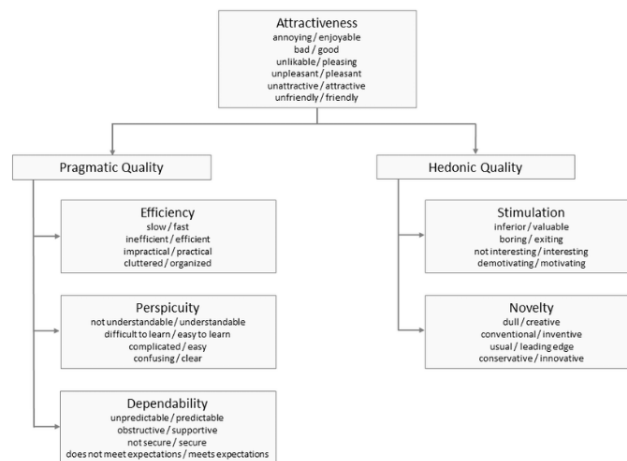 Attractiveness
annoying / enjoyable
bad / good
unlikable / pleasing
unpleasant / pleasant
unattractive / attractive
unfriendly / friendly
Pragmatic Quality
Hedonic Quality
Efficiency
slow / fast
inefficient / efficient
impractical / practical
cluttered / organized
Perspicuity
not understandable / understandable
difficult to learn / easy to learn
complicated / easy
confusing / clear
Dependability
unpredictable / predictable
obstructive / supportive
not secure / secure
does not meet expectations / meets expectations
Stimulation
inferior / valuable
boring / exiting
not interesting / interesting
demotivating / motivating
Novelty
dull / creative
conventional / inventive
usual / leading edge
conservative / innovative